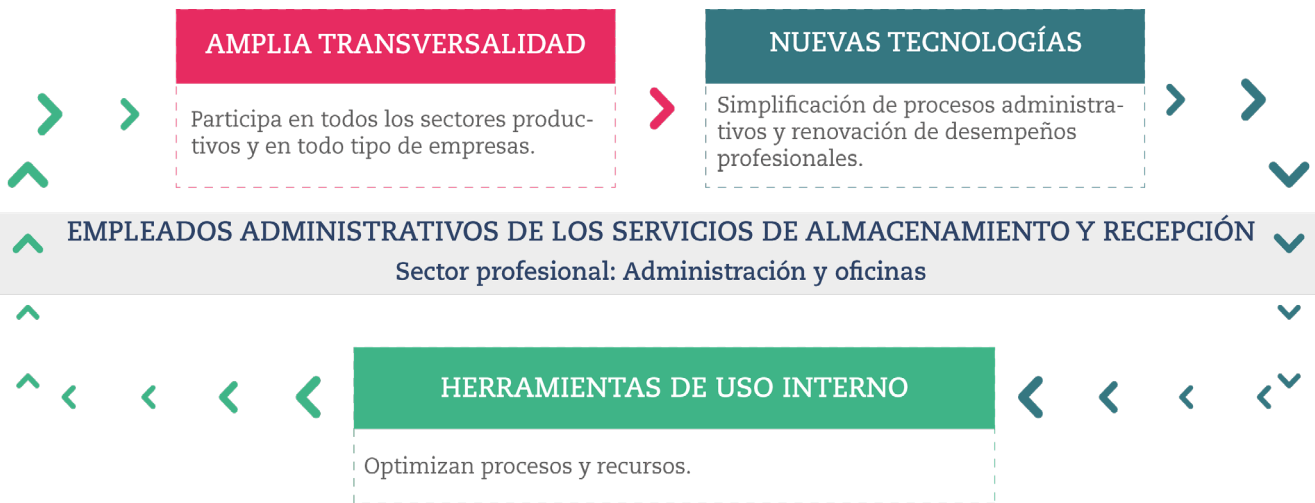 AMPLIA TRANSVERSALIDAD
Participa en todos los sectores produc-
tivos y en todo tipo de empresas.
NUEVAS TECNOLOGÍAS
Simplificación de procesos administra-
tivos y renovación de desempeños
profesionales.
EMPLEADOS ADMINISTRATIVOS DE LOS SERVICIOS DE ALMACENAMIENTO Y RECEPCIÓN
Sector profesional: Administración y oficinas
HERRAMIENTAS DE USO INTERNO
Optimizan procesos y recursos.